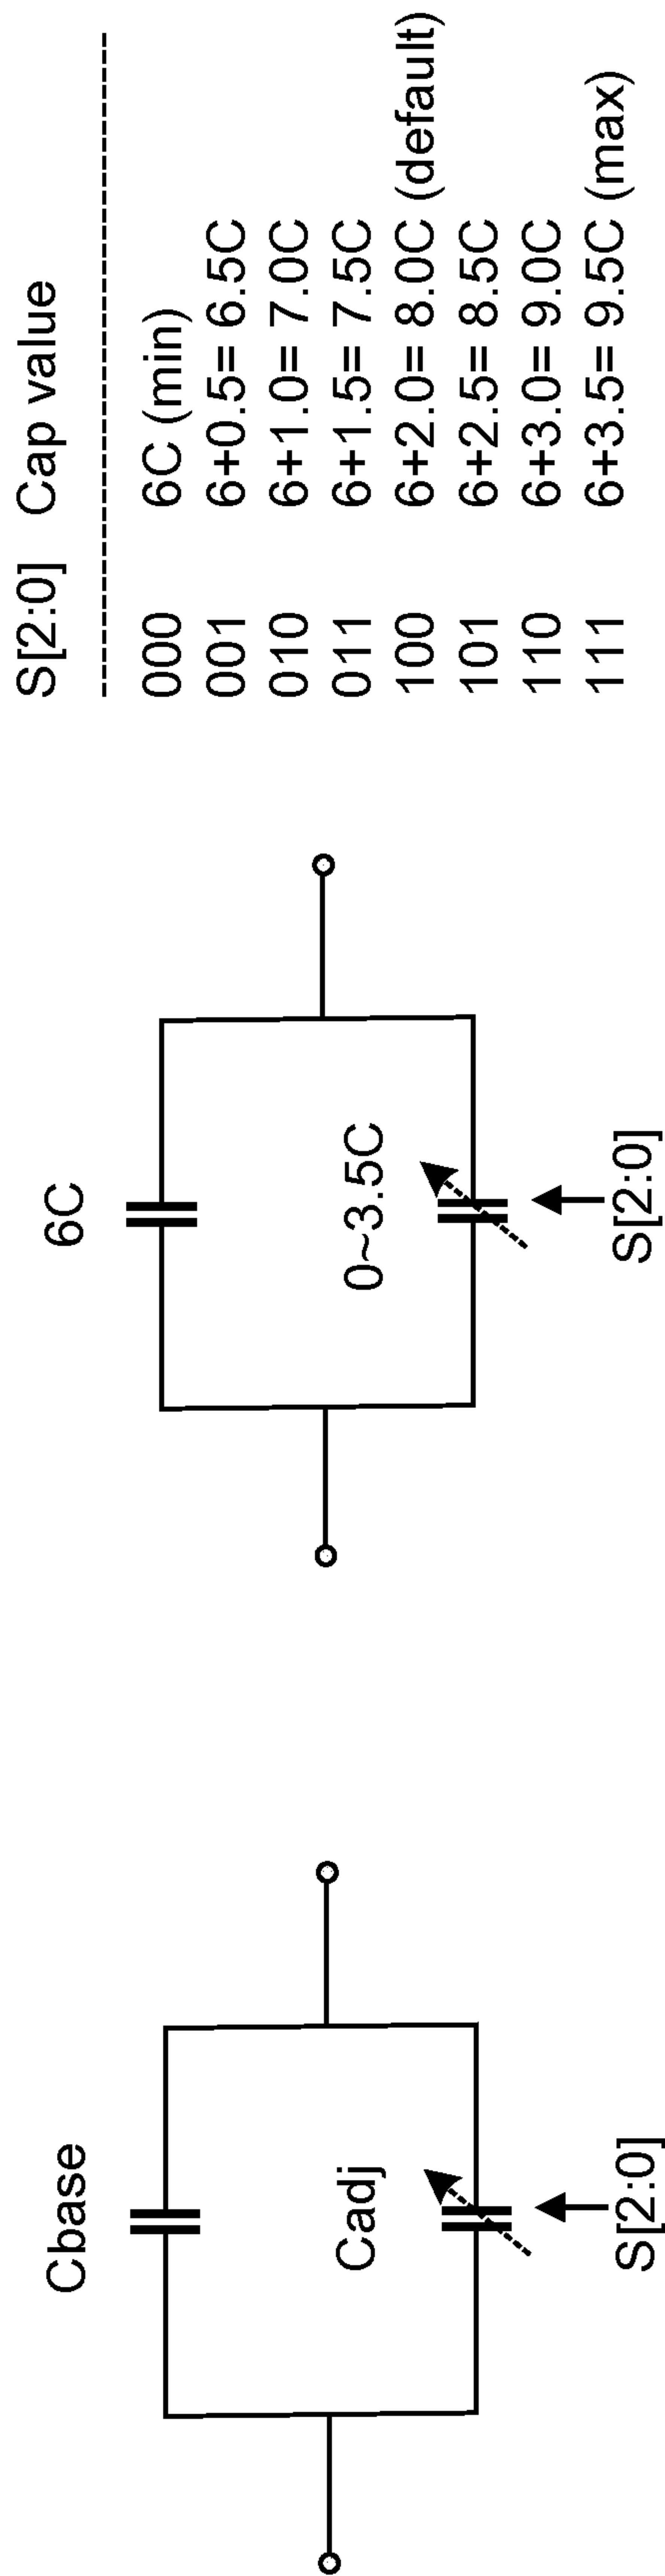 Cbase
Cadj
S[2:0]
6C
0~3.5C
S[2:0]
S[2:0] Cap value
000 6C (min)
001 6+0.5= 6.5C
010 6+1.0= 7.0C
011 6+1.5= 7.5C
100 6+2.0= 8.0C (default)
101 6+2.5= 8.5C
110 6+3.0= 9.0C
111 6+3.5= 9.5C (max)